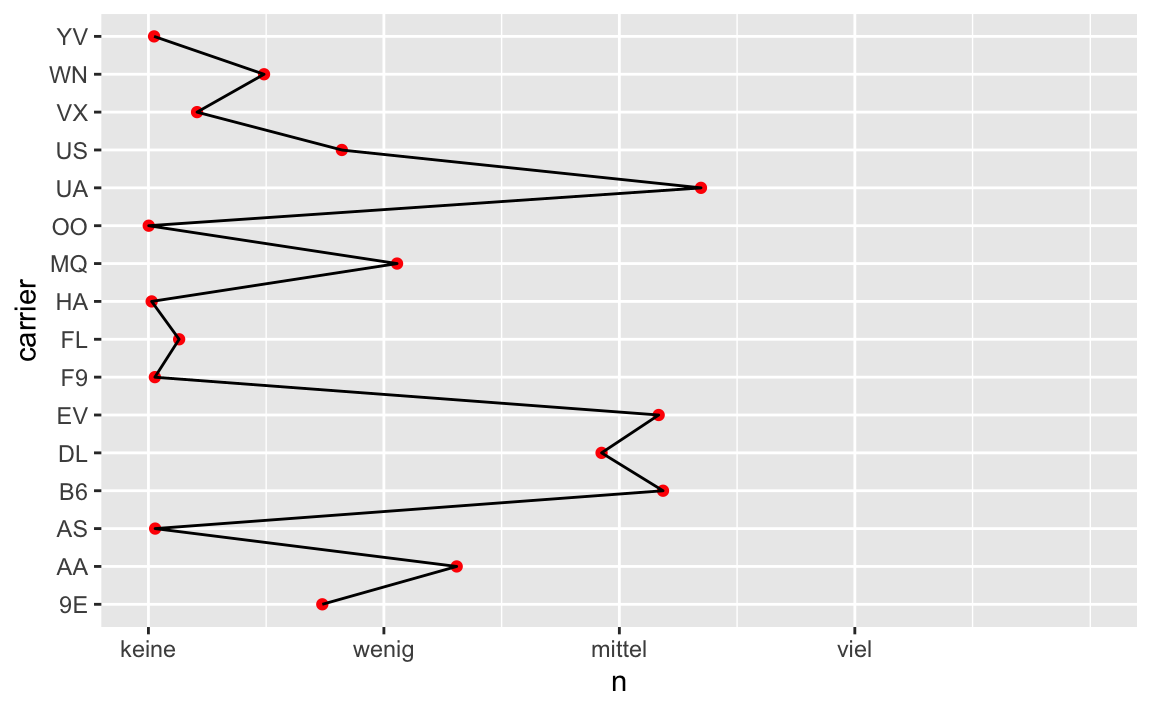 YV
WN
VX
US
UA
OO
MQ
HA
FL
F9
EV
DL
B6
AS
AA
9E
carrier
keine wenig mittel viel
n